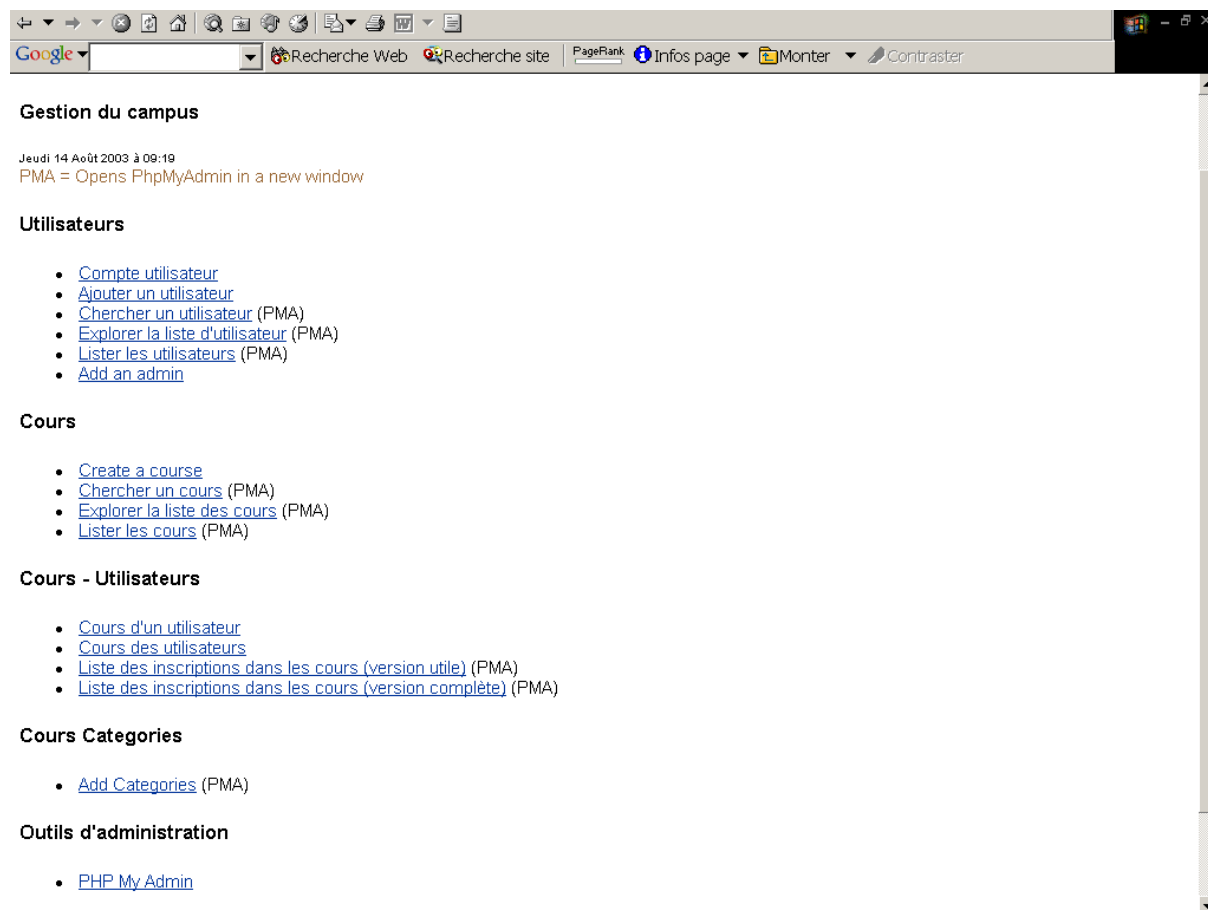 Google Recherche Web Recherche site PageRank Infos page Monter Contraster
Gestion du campus
Jeudi 14 Août 2003 à 09:19
PMA = Opens PhpMyAdmin in a new window
Utilisateurs
Compte utilisateur
Ajouter un utilisateur
Chercher un utilisateur (PMA)
Explorer la liste d'utilisateur (PMA)
Lister les utilisateurs (PMA)
Add an admin
Cours
Create a course
Chercher un cours (PMA)
Explorer la liste des cours (PMA)
Lister les cours (PMA)
Cours - Utilisateurs
Cours d'un utilisateur
Cours des utilisateurs
Liste des inscriptions dans les cours (version utile) (PMA)
Liste des inscriptions dans les cours (version complète) (PMA)
Cours Categories
Add Categories (PMA)
Outils d'administration
PHP My Admin